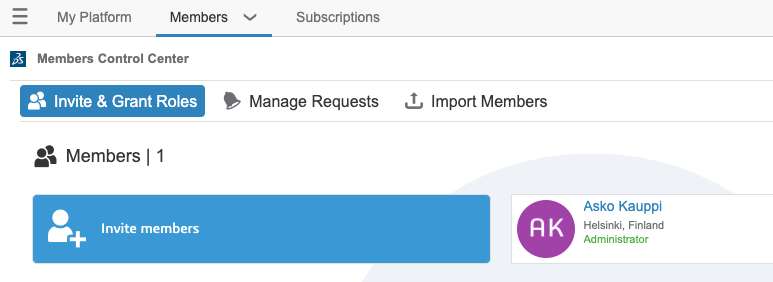 My Platform Members Subscriptions
Members Control Center
Invite & Grant Roles Manage Requests Import Members
Members | 1
Invite members
AK
Asko Kauppi
Helsinki, Finland
Administrator